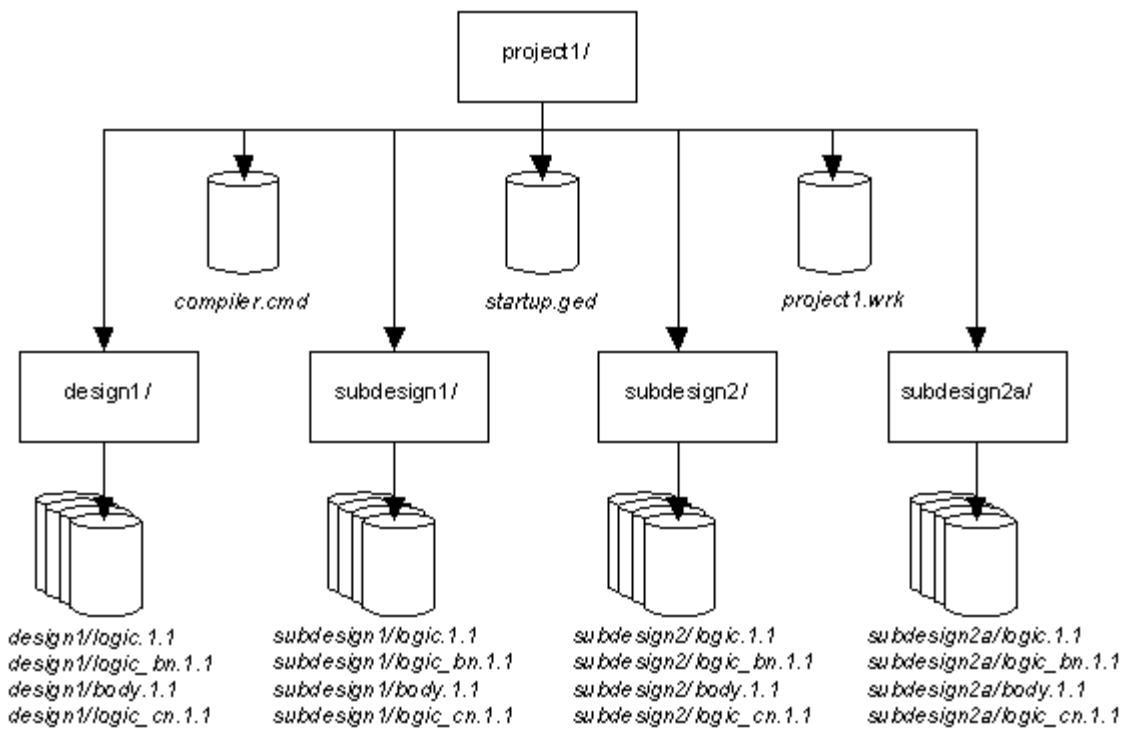 project1/
compiler.cmd
startup.ged
project1.wrk
design1/
subdesign1/
subdesign2/
subdesign2a/
design1/logic.1.1
design1/logic_bn.1.1
design1/body.1.1
design1/logic_cn.1.1
subdesign1/logic.1.1
subdesign1/logic_bn.1.1
subdesign1/body.1.1
subdesign1/logic_cn.1.1
subdesign2/logic.1.1
subdesign2/logic_bn.1.1
subdesign2/body.1.1
subdesign2/logic_cn.1.1
subdesign2a/logic.1.1
subdesign2a/logic_bn.1.1
subdesign2a/body.1.1
subdesign2a/logic_cn.1.1